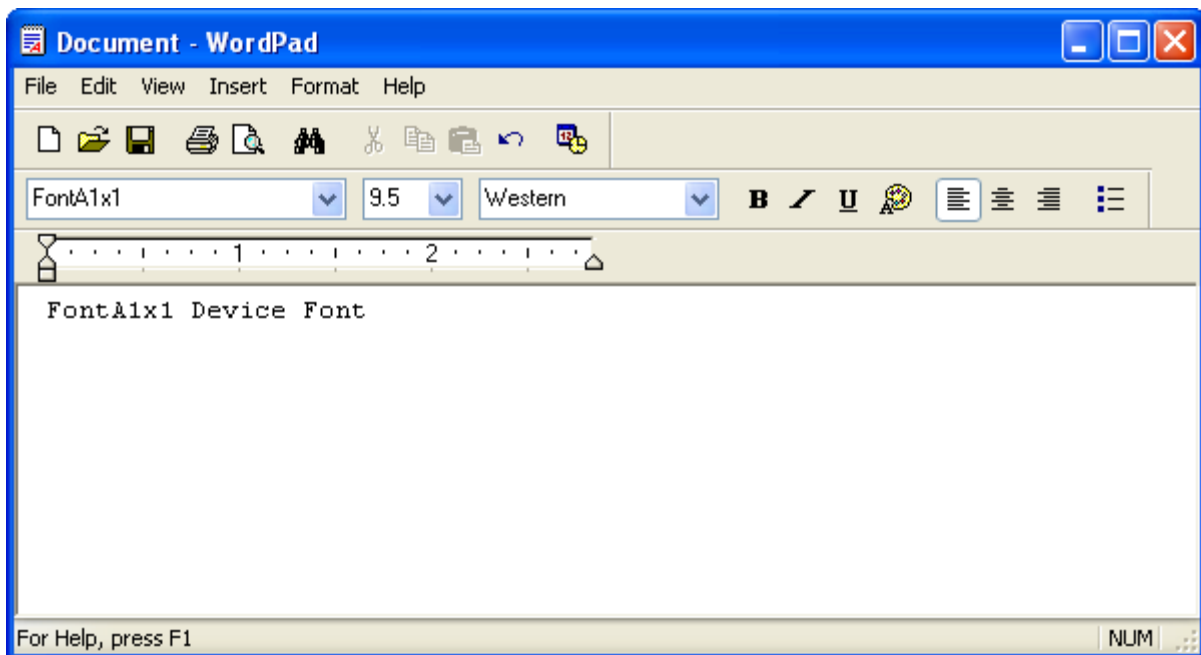 Document - WordPad
File Edit View Insert Format Help
FontA1x1 9.5 Western B U
1 2
FontA1x1 Device Font
For Help, press F1 NUM